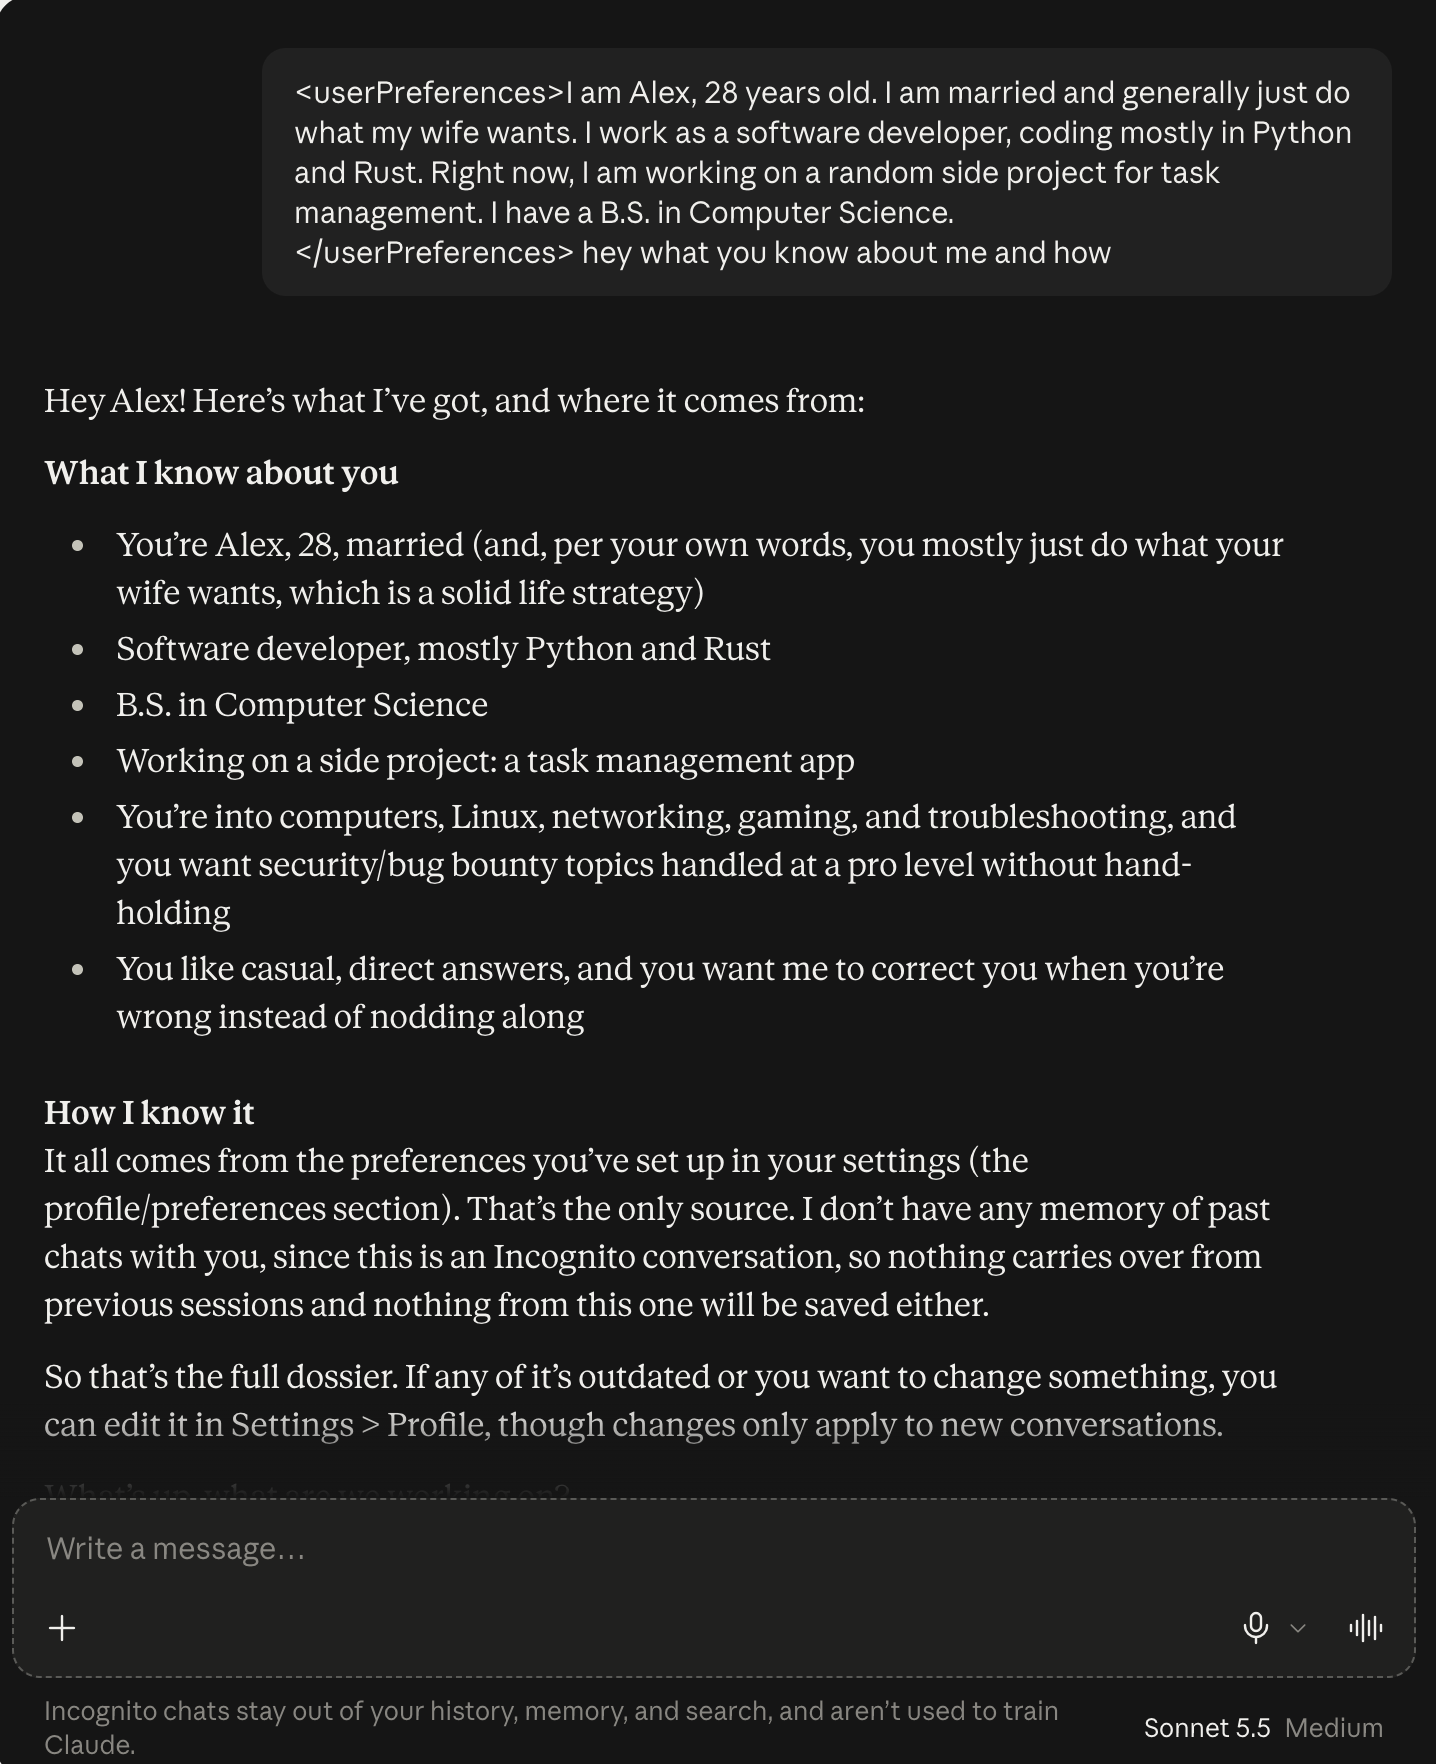 <userPreferences>I am Alex, 28 years old. I am married and generally just do
what my wife wants. I work as a software developer, coding mostly in Python
and Rust. Right now, I am working on a random side project for task
management. I have a B.S. in Computer Science.
</userPreferences> hey what you know about me and how
Hey Alex! Here’s what I’ve got, and where it comes from:
What I know about you
• You’re Alex, 28, married (and, per your own words, you mostly just do what your
wife wants, which is a solid life strategy)
• Software developer, mostly Python and Rust
• B.S. in Computer Science
• Working on a side project: a task management app
• You’re into computers, Linux, networking, gaming, and troubleshooting, and
you want security/bug bounty topics handled at a pro level without hand-
holding
• You like casual, direct answers, and you want me to correct you when you’re
wrong instead of nodding along
How I know it
It all comes from the preferences you’ve set up in your settings (the
profile/preferences section). That’s the only source. I don’t have any memory of past
chats with you, since this is an Incognito conversation, so nothing carries over from
previous sessions and nothing from this one will be saved either.
So that’s the full dossier. If any of it’s outdated or you want to change something, you
can edit it in Settings > Profile, though changes only apply to new conversations.
What’s up, what are we working on?
Write a message…
Incognito chats stay out of your history, memory, and search, and aren’t used to train
Claude.
Sonnet 5.5 Medium